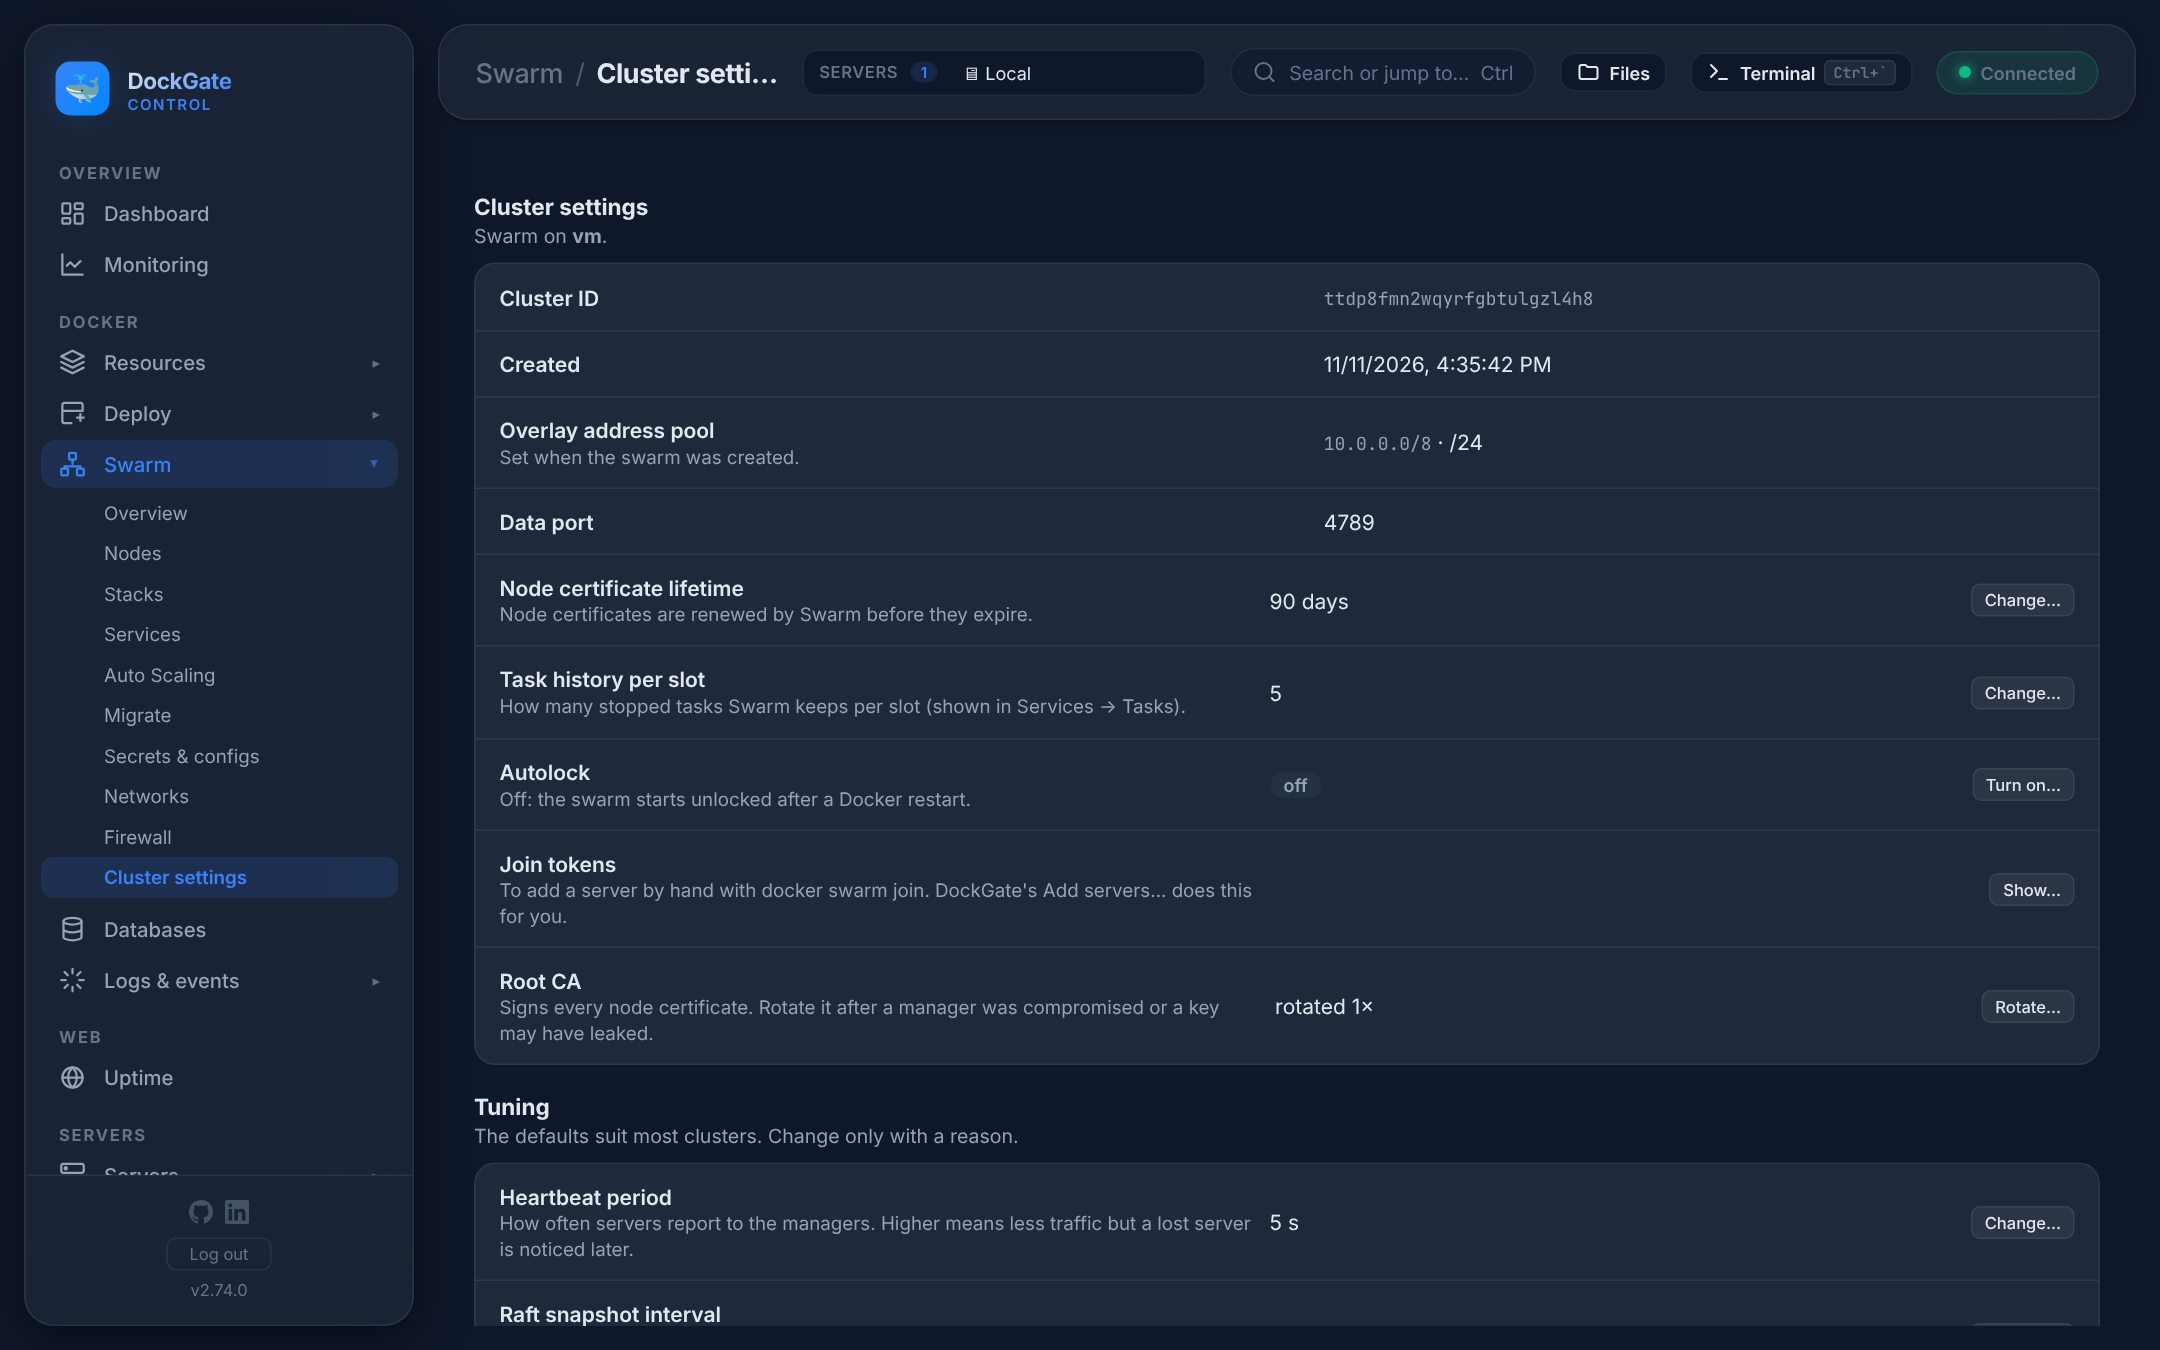 DockGate
CONTROL
OVERVIEW
Dashboard
Monitoring
DOCKER
Resources
Deploy
Swarm
Overview
Nodes
Stacks
Services
Auto Scaling
Migrate
Secrets & configs
Networks
Firewall
Cluster settings
Databases
Logs & events
WEB
Uptime
SERVERS
Servers
Log out
v2.74.0
Swarm / Cluster setti...
SERVERS 1 Local
Search or jump to... Ctrl
Files
Terminal Ctrl+`
Connected
Cluster settings
Swarm on vm.
Cluster ID ttdp8fmn2wqyrfgbtulgzl4h8
Created 11/11/2026, 4:35:42 PM
Overlay address pool
Set when the swarm was created.
10.0.0.0/8 · /24
Data port 4789
Node certificate lifetime
Node certificates are renewed by Swarm before they expire.
90 days
Change...
Task history per slot
How many stopped tasks Swarm keeps per slot (shown in Services → Tasks).
5
Change...
Autolock
Off: the swarm starts unlocked after a Docker restart.
off
Turn on...
Join tokens
To add a server by hand with docker swarm join. DockGate's Add servers... does this
for you.
Show...
Root CA
Signs every node certificate. Rotate it after a manager was compromised or a key
may have leaked.
rotated 1×
Rotate...
Tuning
The defaults suit most clusters. Change only with a reason.
Heartbeat period
How often servers report to the managers. Higher means less traffic but a lost server
is noticed later.
5 s
Change...
Raft snapshot interval